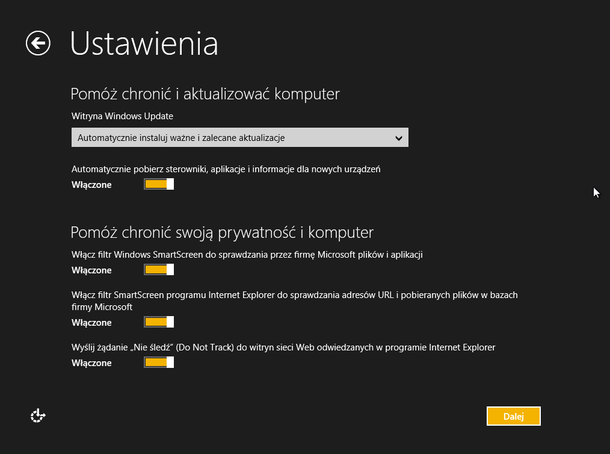 Ustawienia
Pomóż chronić i aktualizować komputer
Witryna Windows Update
Automatycznie instaluj ważne i zalecane aktualizacje
Automatycznie pobierz sterowniki, aplikacje i informacje dla nowych urządzeń
Włączone
Pomóż chronić swoją prywatność i komputer
Włącz filtr Windows SmartScreen do sprawdzania przez firmę Microsoft plików i aplikacji
Włączone
Włącz filtr SmartScreen programu Internet Explorer do sprawdzania adresów URL i pobieranych plików w bazach
firmy Microsoft
Włączone
Wyślij żądanie „Nie śledź” (Do Not Track) do witryn sieci Web odwiedzanych w programie Internet Explorer
Włączone
Dalej